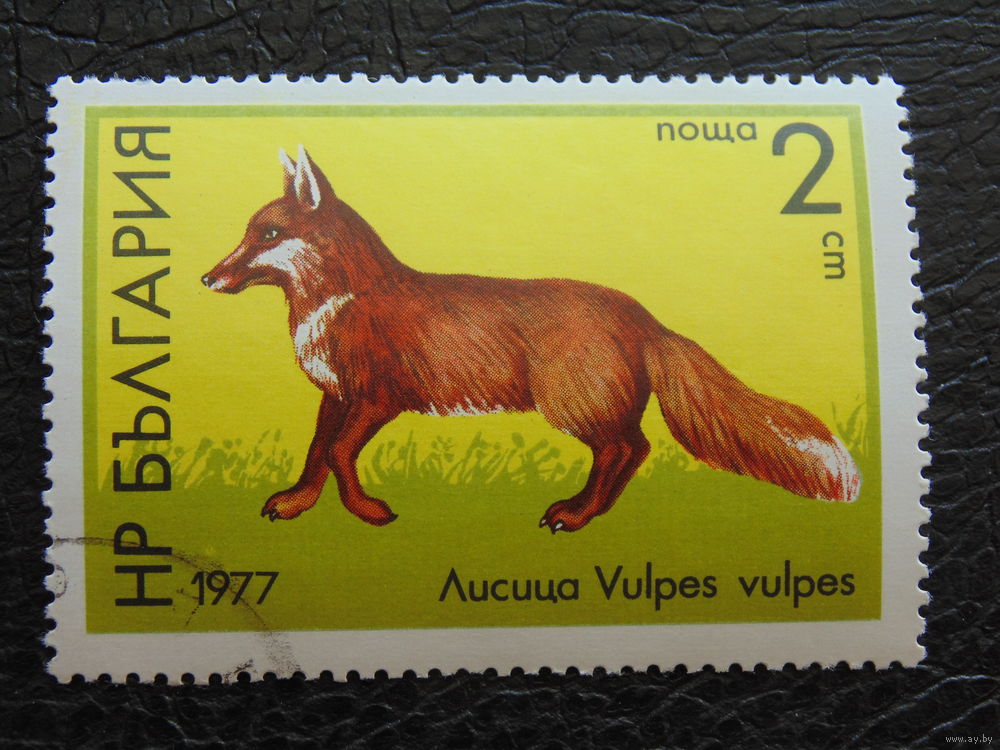 НР БЪЛГАРИЯ
поща 2 ст
1977
Лисица Vulpes vulpes
www.ay.by